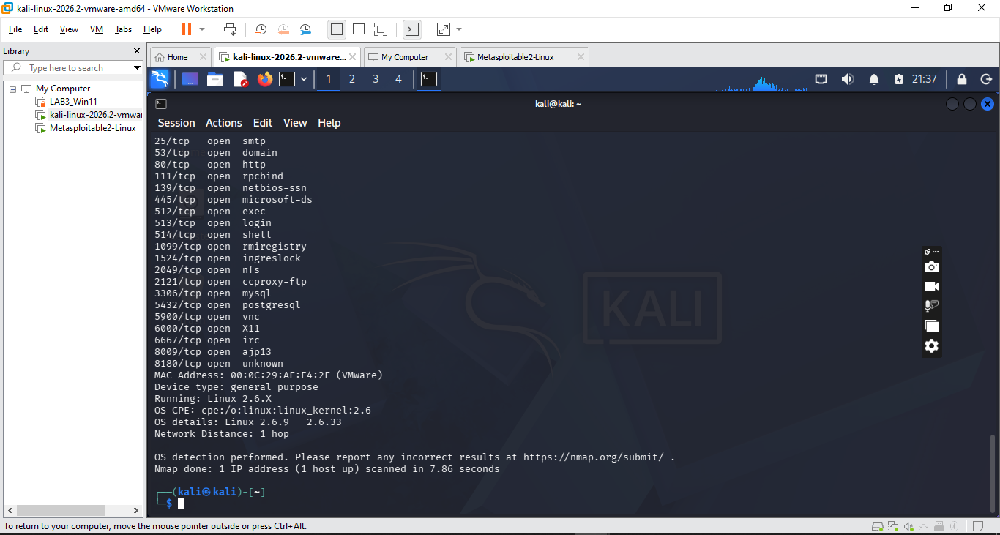 kali-linux-2026.2-vmware-amd64 - VMware Workstation
File Edit View VM Tabs Help
Library
Type here to search
My Computer
LAB3_Win11
kali-linux-2026.2-vmwar
Metasploitable2-Linux
Home kali-linux-2026.2-vmware... My Computer Metasploitable2-Linux
1 2 3 4 21:37
kali@kali: ~
Session Actions Edit View Help
25/tcp open smtp
53/tcp open domain
80/tcp open http
111/tcp open rpcbind
139/tcp open netbios-ssn
445/tcp open microsoft-ds
512/tcp open exec
513/tcp open login
514/tcp open shell
1099/tcp open rmiregistry
1524/tcp open ingreslock
2049/tcp open nfs
2121/tcp open ccproxy-ftp
3306/tcp open mysql
5432/tcp open postgresql
5900/tcp open vnc
6000/tcp open X11
6667/tcp open irc
8009/tcp open ajp13
8180/tcp open unknown
MAC Address: 00:0C:29:AF:E4:2F (VMware)
Device type: general purpose
Running: Linux 2.6.X
OS CPE: cpe:/o:linux:linux_kernel:2.6
OS details: Linux 2.6.9 - 2.6.33
Network Distance: 1 hop
OS detection performed. Please report any incorrect results at https://nmap.org/submit/ .
Nmap done: 1 IP address (1 host up) scanned in 7.86 seconds
┌──(kali㉿kali)-[~]
└─$
KALI
To return to your computer, move the mouse pointer outside or press Ctrl+Alt.